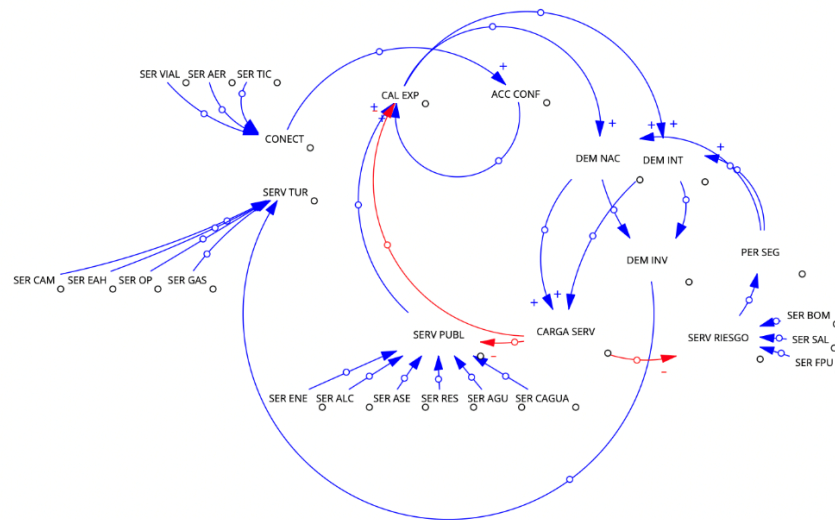 SER VIAL SER AER SER TIC
+
CAL EXP
ACC CONF
+
-
+
CONECT
+
+ +
+
DEM NAC
DEM INT
SERV TUR
PER SEG
DEM INV
SER CAM SER EAH SER OP SER GAS
+ +
SER BOM
SERV PUBL
CARGA SERV
SERV RIESGO
SER SAL
-
SER FPU
-
SER ENE SER ALC SER ASE SER RES SER AGU SER CAGUA